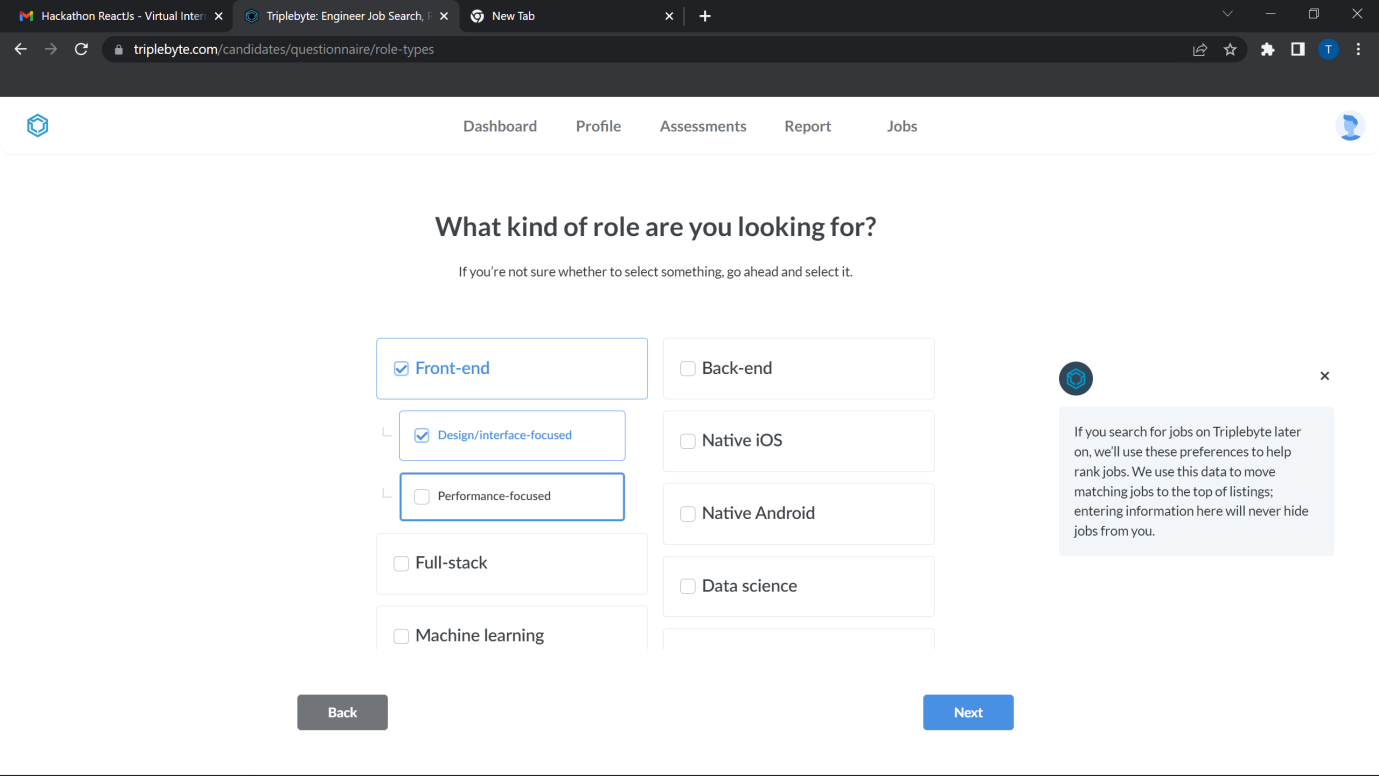 Hackathon ReactJs - Virtual Inter
Triplebyte: Engineer Job Search,
New Tab
triplebyte.com/candidates/questionnaire/role-types
T
Dashboard Profile Assessments Report Jobs
What kind of role are you looking for?
If you're not sure whether to select something, go ahead and select it.
Front-end
Design/interface-focused
Performance-focused
Full-stack
Machine learning
Back-end
Native iOS
Native Android
Data science
If you search for jobs on Triplebyte later
on, we'll use these preferences to help
rank jobs. We use this data to move
matching jobs to the top of listings;
entering information here will never hide
jobs from you.
Back
Next